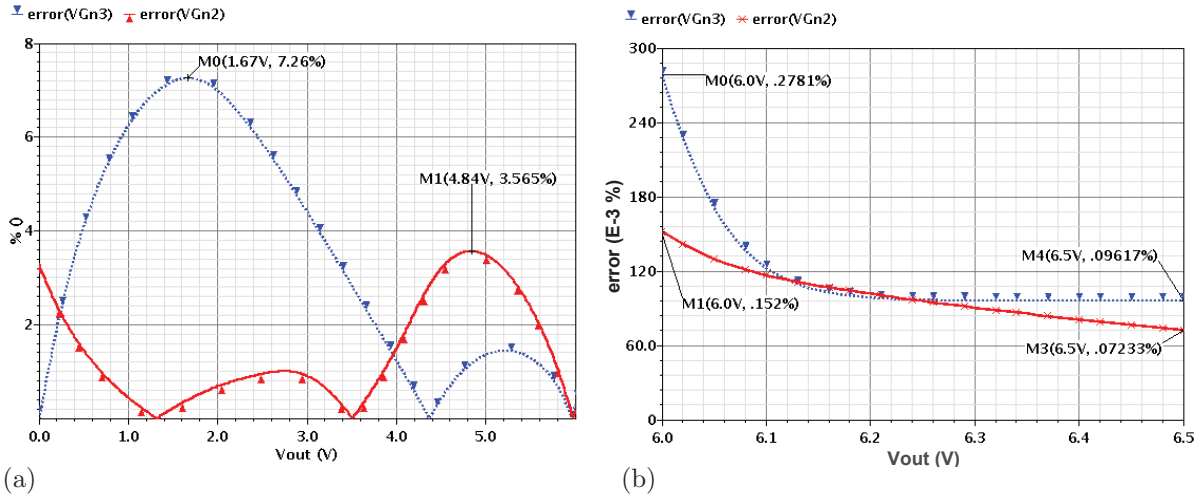 error(VGn3) error(VGn2)
8
M0(1.67V, 7.26%)
6
M1(4.84V, 3.565%)
% 0
4
2
0.0 1.0 2.0 3.0 4.0 5.0
Vout (V)
(a)
error(VGn3) error(VGn2)
300
M0(6.0V, .2781%)
240
180
error (E-3 %)
M4(6.5V, .09617%)
120
M1(6.0V, .152%)
M3(6.5V, .07233%)
60.0
0
6.0 6.1 6.2 6.3 6.4 6.5
Vout (V)
(b)